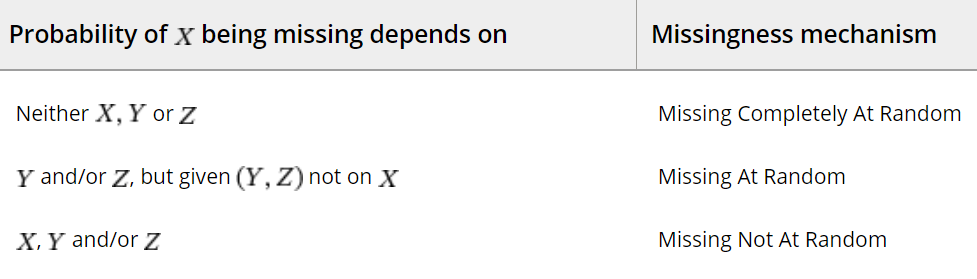 Probability of X being missing depends on Missingness mechanism
Neither X, Y or Z Missing Completely At Random
Y and/or Z, but given (Y, Z) not on X Missing At Random
X, Y and/or Z Missing Not At Random